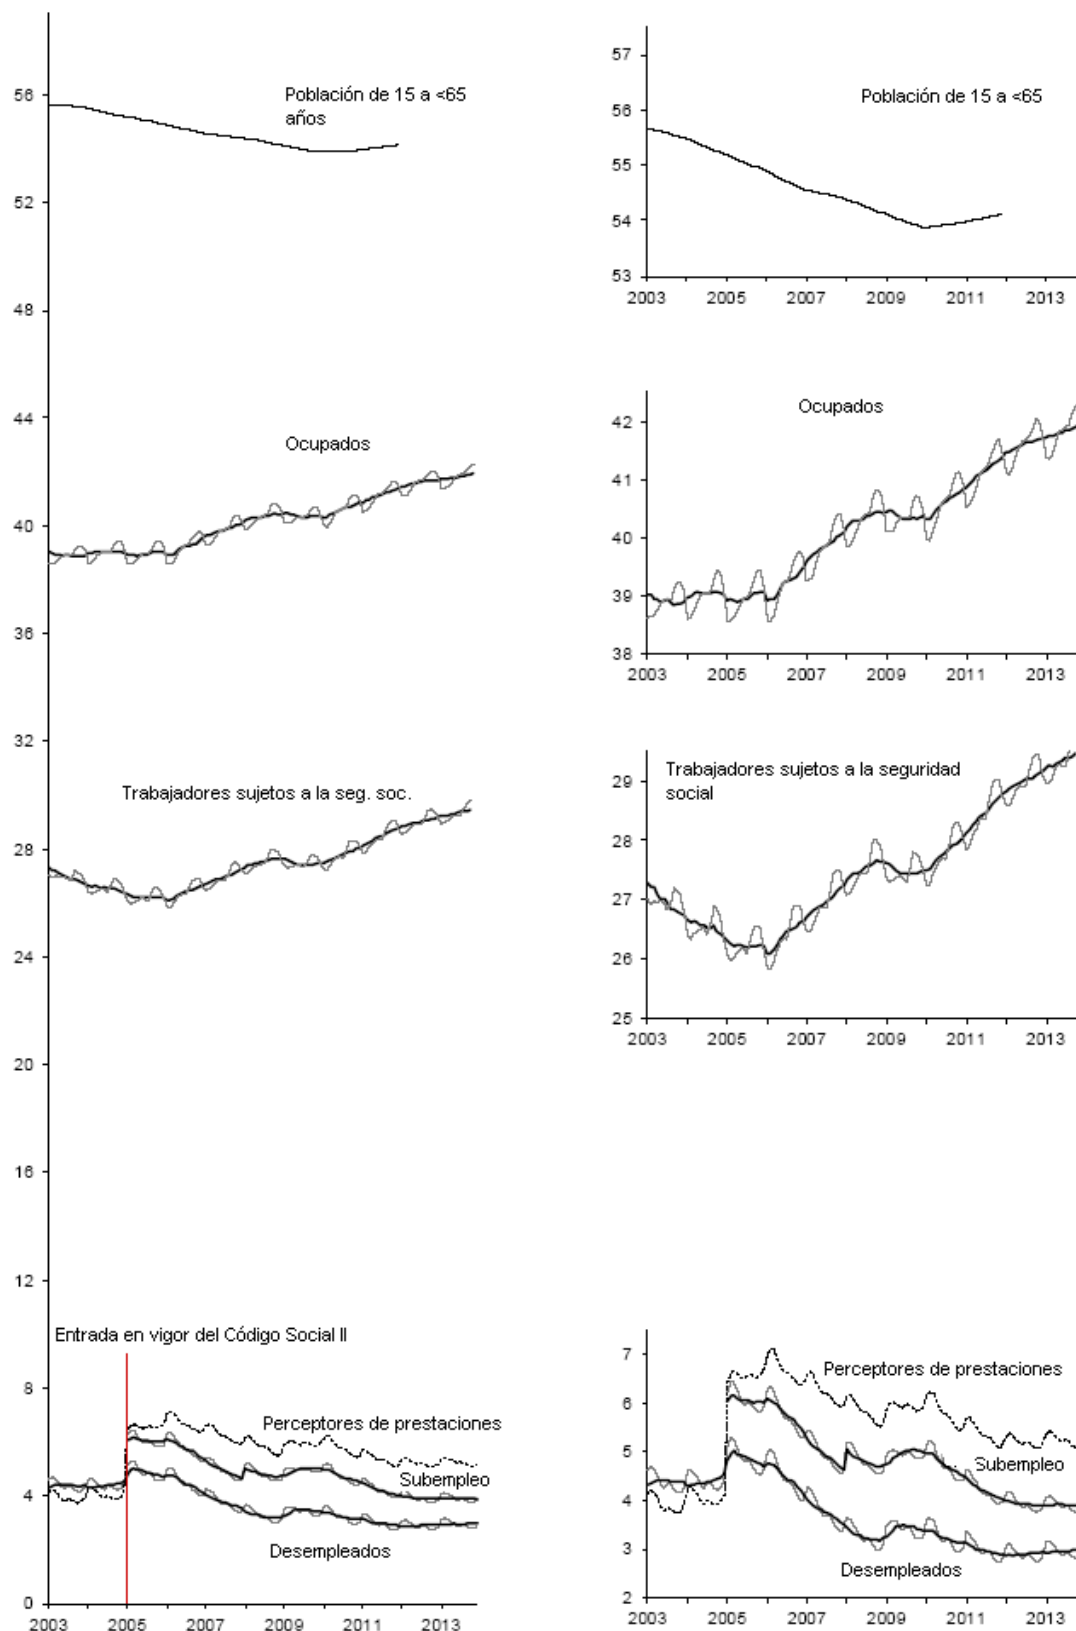 56
52
48
44
40
36
32
28
24
20
16
12
8
4
0
2003 2005 2007 2009 2011 2013
Población de 15 a <65
años
Ocupados
Trabajadores sujetos a la seg. soc.
Entrada en vigor del Código Social II
Perceptores de prestaciones
Subempleo
Desempleados
57
56
55
54
53
2003 2005 2007 2009 2011 2013
Población de 15 a <65
42
41
40
39
38
2003 2005 2007 2009 2011 2013
Ocupados
29
28
27
26
25
2003 2005 2007 2009 2011 2013
Trabajadores sujetos a la seguridad
social
7
6
5
4
3
2
2003 2005 2007 2009 2011 2013
Perceptores de prestaciones
Subempleo
Desempleados